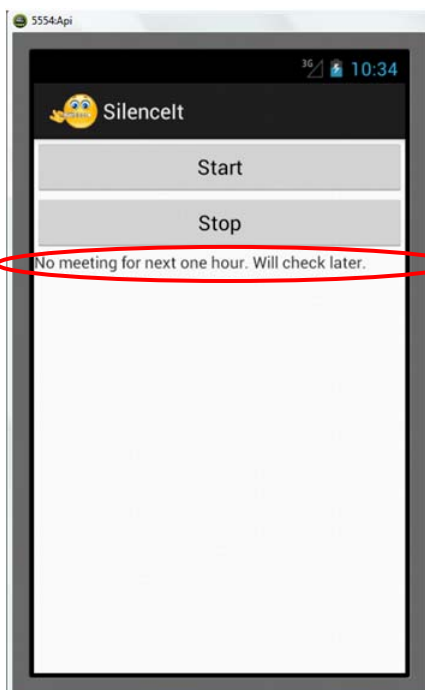 5554:Api
3G 10:34
SilenceIt
Start
Stop
No meeting for next one hour. Will check later.